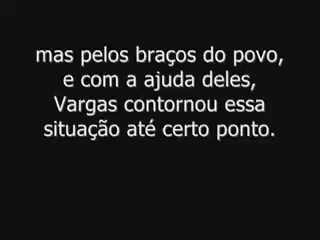 mas pelos braços do povo,
e com a ajuda deles,
Vargas contornou essa
situação até certo ponto.